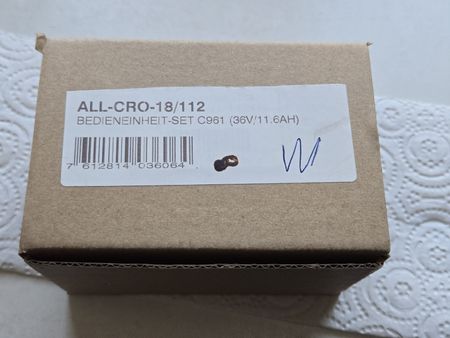 ALL-CRO-18/112
BEDIENEINHEIT-SET C961 (36V/11.6AH)
7 612814 036064